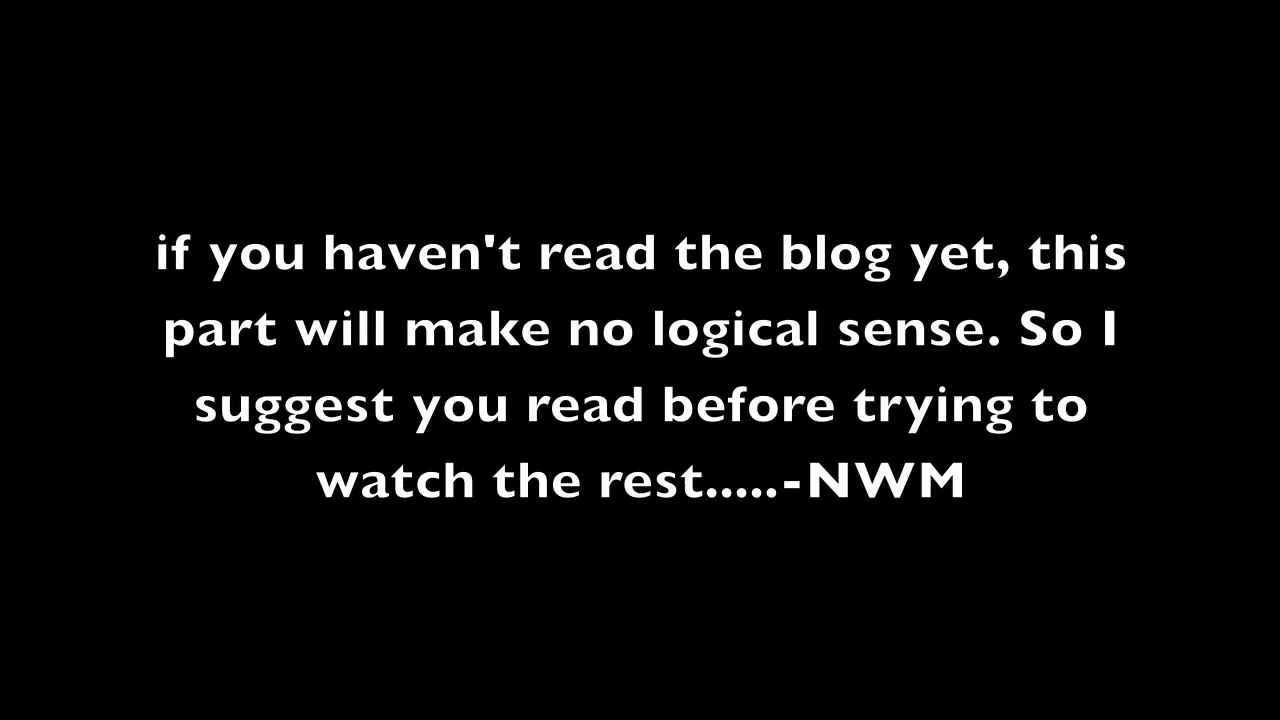 if you haven't read the blog yet, this
part will make no logical sense. So I
suggest you read before trying to
watch the rest.....-NWM